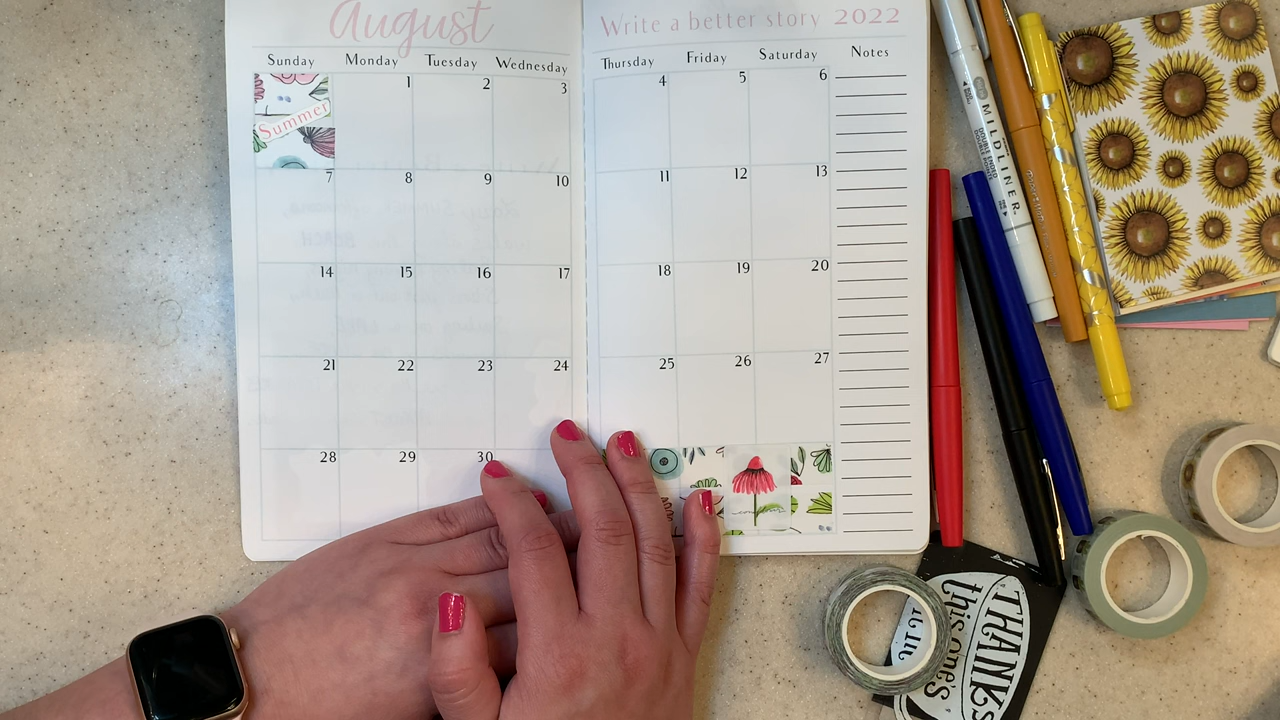 August
Write a better story 2022
Sunday Monday Tuesday Wednesday Thursday Friday Saturday Notes
Summer 1 2 3 4 5 6
7 8 9 10 11 12 13
14 15 16 17 18 19 20
21 22 23 24 25 26 27
28 29 30
MILDLINER
DOUBLE ENDED
THANKS
this one's